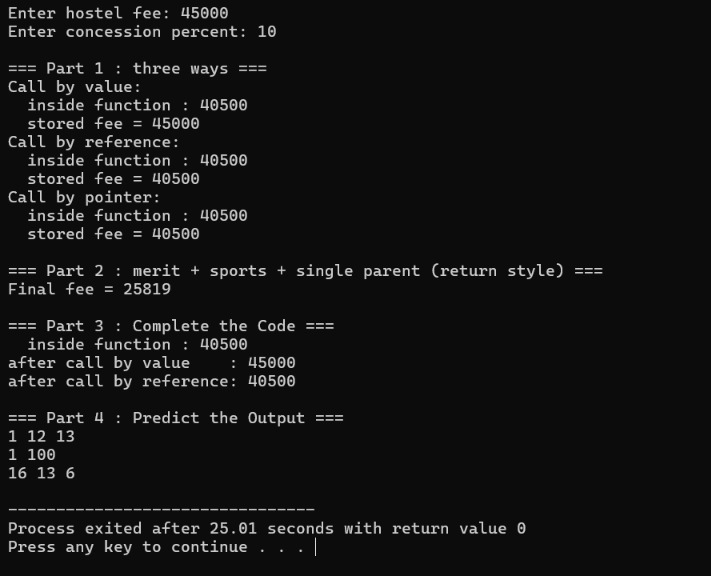 Enter hostel fee: 45000
Enter concession percent: 10

=== Part 1 : three ways ===
Call by value:
  inside function : 40500
  stored fee = 45000
Call by reference:
  inside function : 40500
  stored fee = 40500
Call by pointer:
  inside function : 40500
  stored fee = 40500

=== Part 2 : merit + sports + single parent (return style) ===
Final fee = 25819

=== Part 3 : Complete the Code ===
  inside function : 40500
after call by value    : 45000
after call by reference: 40500

=== Part 4 : Predict the Output ===
1 12 13
1 100
16 13 6

--------------------------------
Process exited after 25.01 seconds with return value 0
Press any key to continue . . .